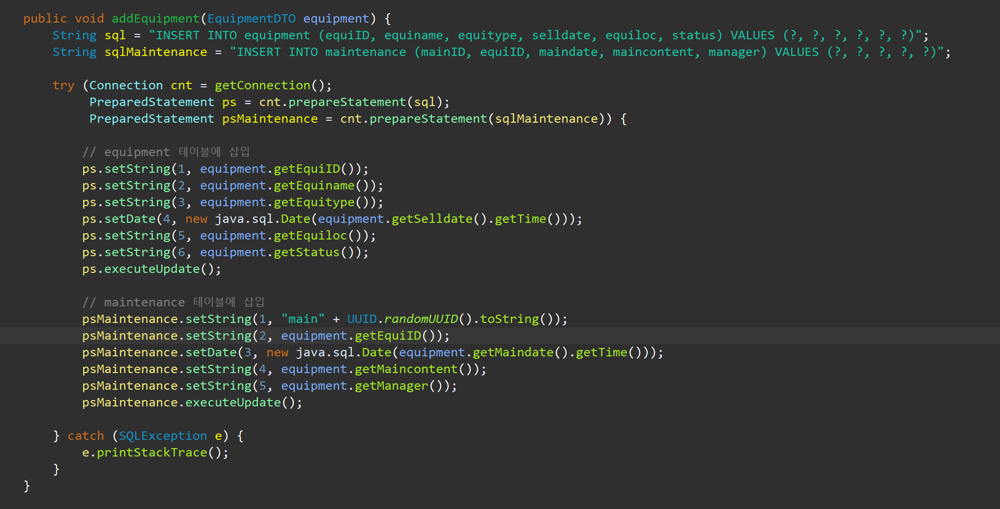 public void addEquipment(EquipmentDTO equipment) {
String sql = "INSERT INTO equipment (equiID, equiname, equitype, selldate, equiloc, status) VALUES (?, ?, ?, ?, ?, ?)";
String sqlMaintenance = "INSERT INTO maintenance (mainID, equiID, maindate, maincontent, manager) VALUES (?, ?, ?, ?, ?)";
try (Connection cnt = getConnection();
PreparedStatement ps = cnt.prepareStatement(sql);
PreparedStatement psMaintenance = cnt.prepareStatement(sqlMaintenance)) {
// equipment 테이블에 삽입
ps.setString(1, equipment.getEquiID());
ps.setString(2, equipment.getEquiname());
ps.setString(3, equipment.getEquitype());
ps.setDate(4, new java.sql.Date(equipment.getSelldate().getTime()));
ps.setString(5, equipment.getEquiloc());
ps.setString(6, equipment.getStatus());
ps.executeUpdate();
// maintenance 테이블에 삽입
psMaintenance.setString(1, "main" + UUID.randomUUID().toString());
psMaintenance.setString(2, equipment.getEquiID());
psMaintenance.setDate(3, new java.sql.Date(equipment.getMaindate().getTime()));
psMaintenance.setString(4, equipment.getMaincontent());
psMaintenance.setString(5, equipment.getManager());
psMaintenance.executeUpdate();
} catch (SQLException e) {
e.printStackTrace();
}
}